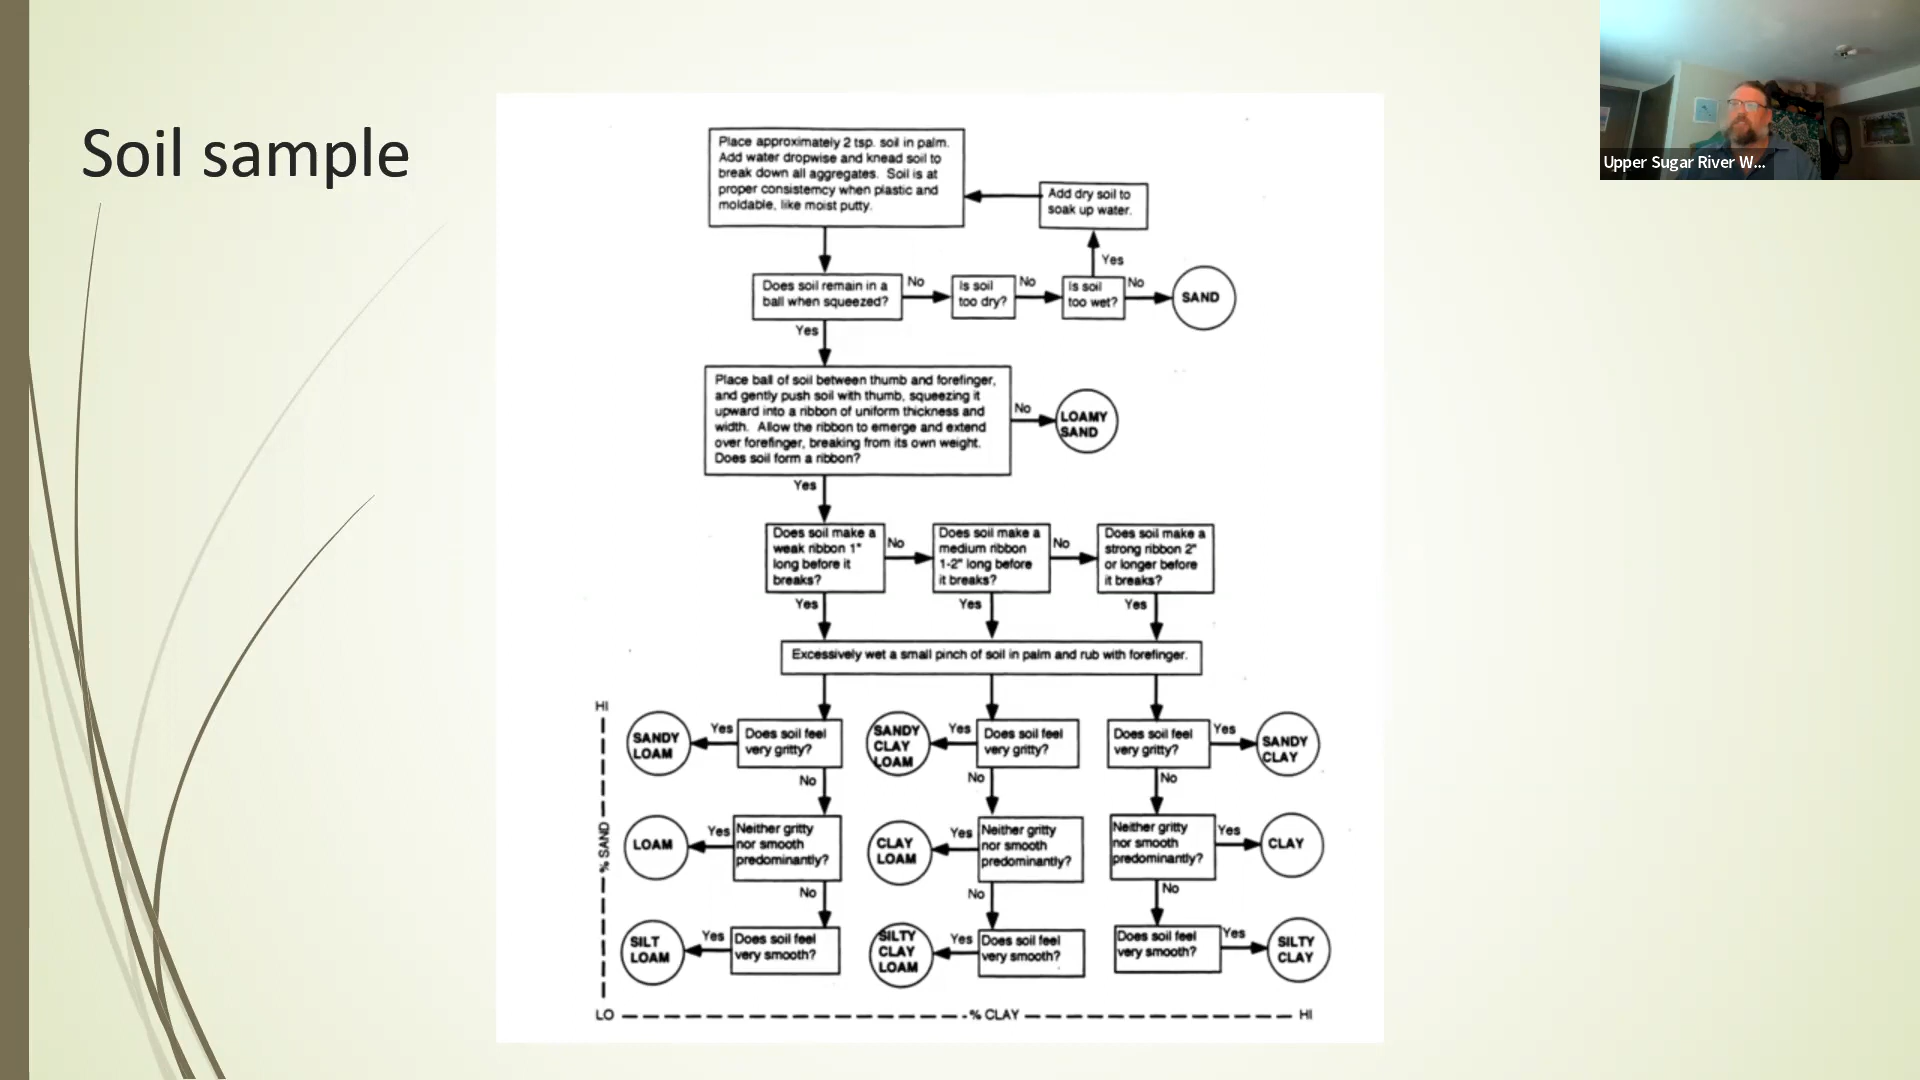 Soil sample
Upper Sugar River W...
Place approximately 2 tsp. soil in palm.
Add water dropwise and knead soil to
break down all aggregates. Soil is at
proper consistemcy when plastic and
moldable, like moist putty.
Add dry soil to
soak up water.
Yes
Does soil remain in a
ball when squeezed?
No
Is soil
too dry?
No
Is soil
too wet?
No
SAND
Yes
Place ball of soil between thumb and forefinger,
and gently push soil with thumb, squeezing it
upward into a ribbon of uniform thickness and
width. Allow the ribbon to emerge and extend
over forefinger, breaking from its own weight.
Does soil form a ribbon?
No
LOAMY
SAND
Yes
Does soil make a
weak ribbon 1"
long before it
breaks?
No
Does soil make a
medium ribbon
1-2" long before
it breaks?
No
Does soil make a
strong ribbon 2"
or longer before
it breaks?
Yes
Yes
Yes
Excessively wet a small pinch of soil in palm and rub with forefinger.
HI
SANDY
LOAM
Yes
Does soil feel
very gritty?
SANDY
CLAY
LOAM
Yes
Does soil feel
very gritty?
Does soil feel
very gritty?
Yes
SANDY
CLAY
No
No
No
% SAND
LOAM
Yes
Neither gritty
nor smooth
predominantly?
CLAY
LOAM
Yes
Neither gritty
nor smooth
predominantly?
Neither gritty
nor smooth
predominantly?
Yes
CLAY
No
No
No
SILT
LOAM
Yes
Does soil feel
very smooth?
SILTY
CLAY
LOAM
Yes
Does soil feel
very smooth?
Does soil feel
very smooth?
Yes
SILTY
CLAY
LO
% CLAY
HI